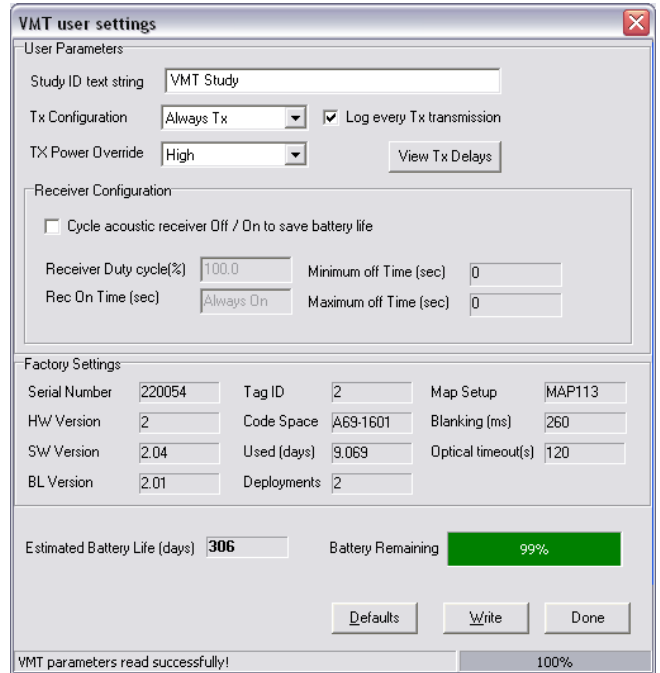 VMT user settings
User Parameters
Study ID text string VMT Study
Tx Configuration Always Tx Log every Tx transmission
TX Power Override High View Tx Delays
Receiver Configuration
Cycle acoustic receiver Off / On to save battery life
Receiver Duty cycle(%) 100.0 Minimum off Time (sec) 0
Rec On Time (sec) Always On Maximum off Time (sec) 0
Factory Settings
Serial Number 220054 Tag ID 2 Map Setup MAP113
HW Version 2 Code Space A69-1601 Blanking (ms) 260
SW Version 2.04 Used (days) 9.069 Optical timeout(s) 120
BL Version 2.01 Deployments 2
Estimated Battery Life (days) 306 Battery Remaining 99%
Defaults Write Done
VMT parameters read successfully! 100%